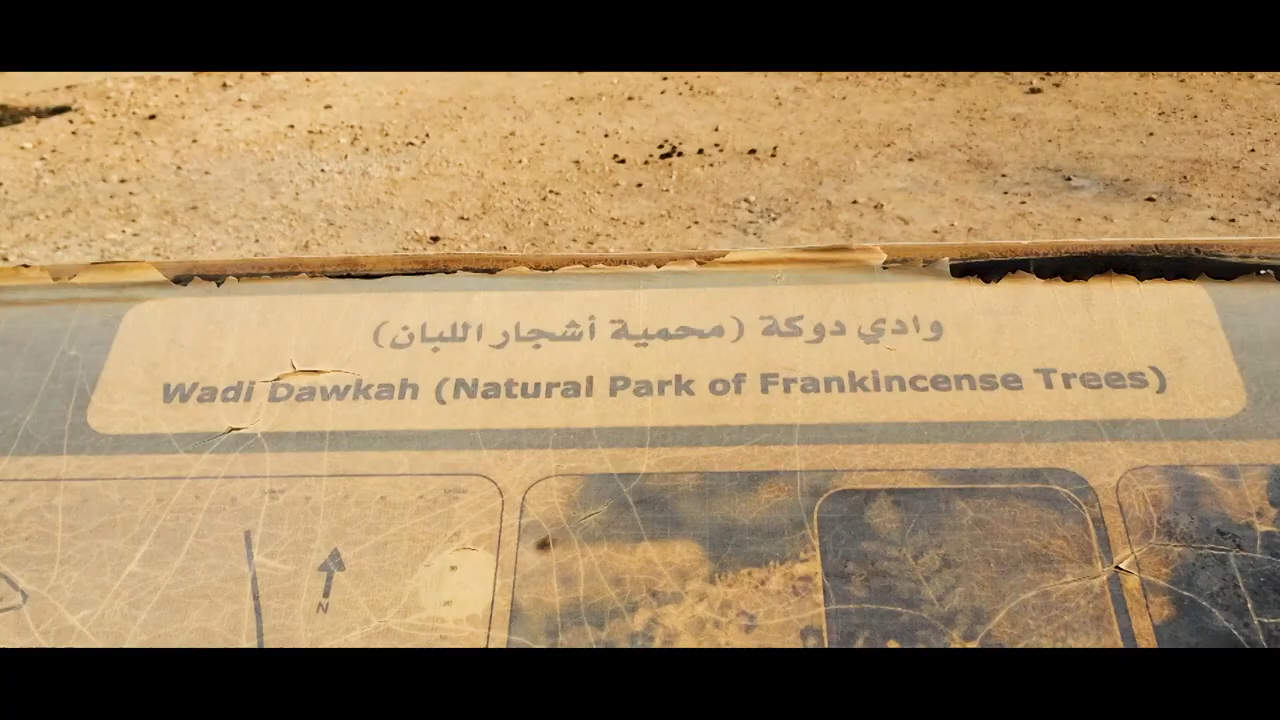 وادي دوكة (محمية أشجار اللبان)
Wadi Dawkah (Natural Park of Frankincense Trees)
N